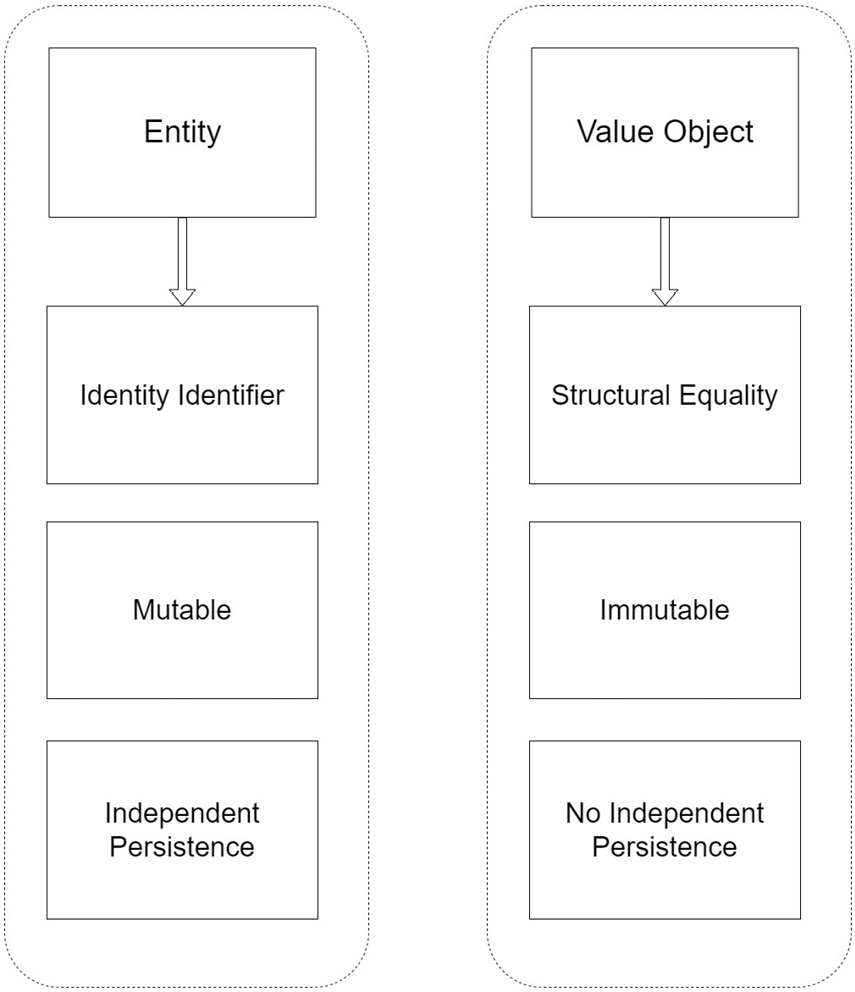 Entity
Identity Identifier
Mutable
Independent
Persistence
Value Object
Structural Equality
Immutable
No Independent
Persistence